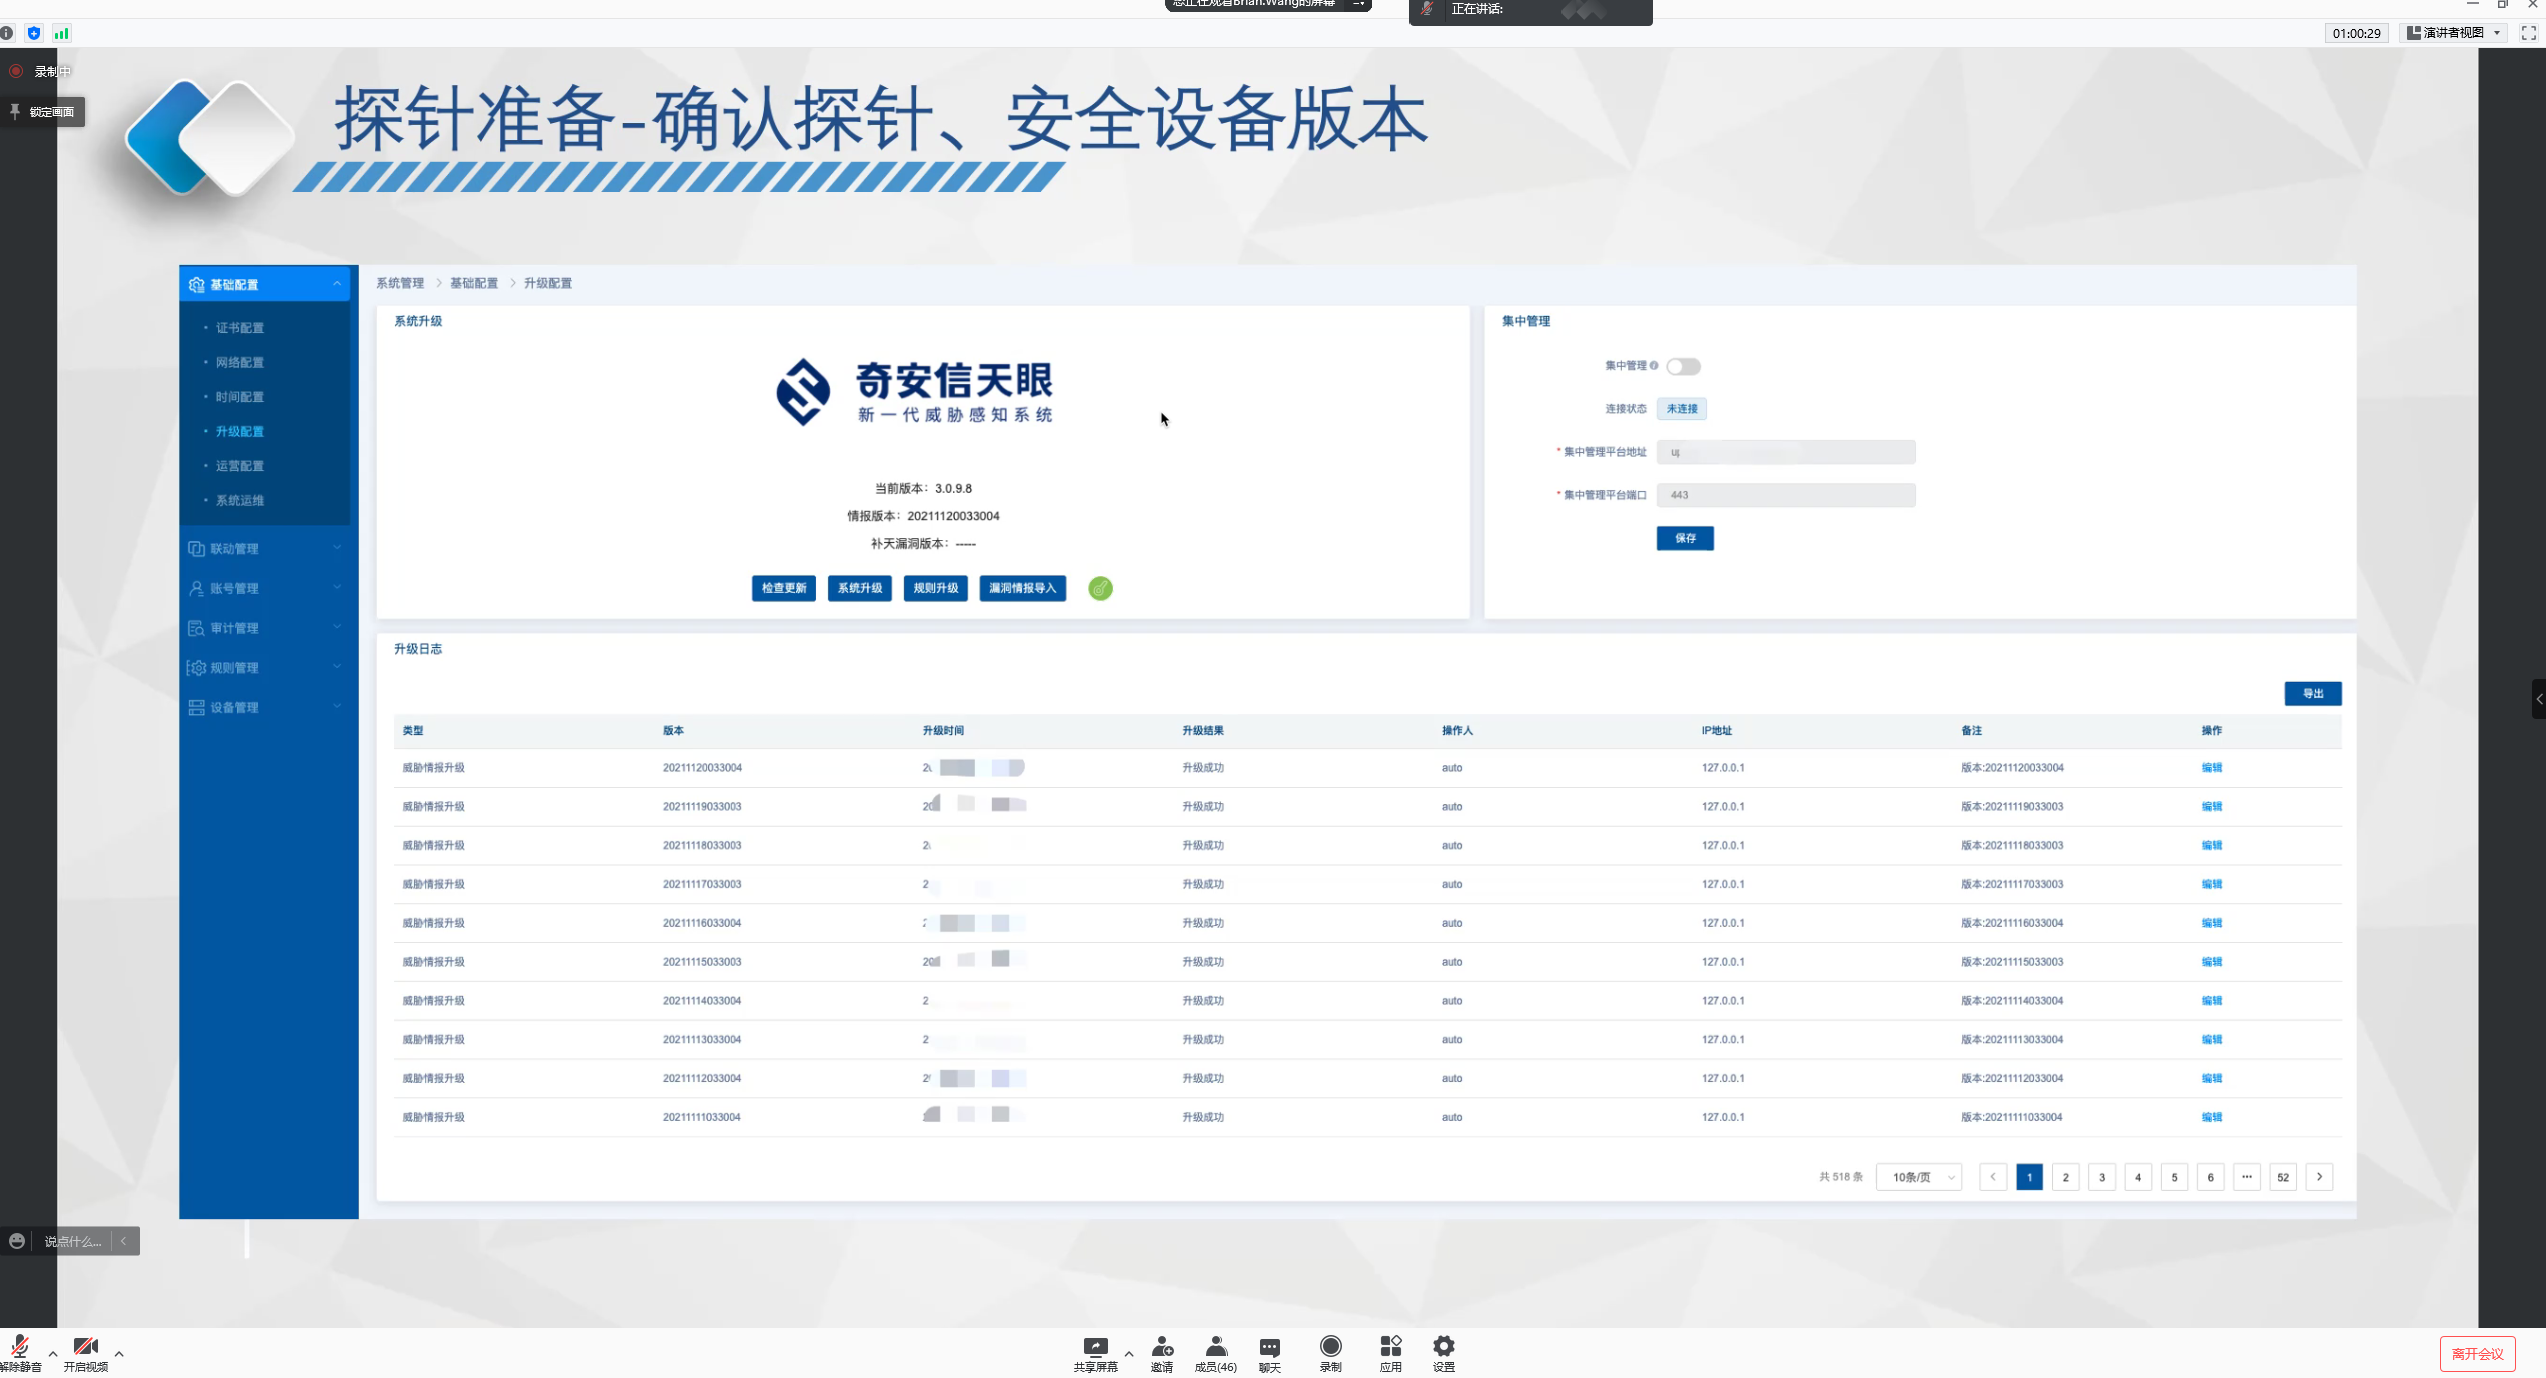 您正在观看Brian.Wang的屏幕
正在讲话:
01:00:29
演讲者视图
录制中
锁定画面
探针准备-确认探针、安全设备版本
基础配置
证书配置
网络配置
时间配置
升级配置
运营配置
系统运维
联动管理
账号管理
审计管理
规则管理
设备管理
系统管理 > 基础配置 > 升级配置
系统升级
奇安信天眼
新一代威胁感知系统
当前版本：3.0.9.8
情报版本：20211120033004
补天漏洞版本：-----
检查更新 系统升级 规则升级 漏洞情报导入
集中管理
集中管理
连接状态 未连接
* 集中管理平台地址
* 集中管理平台端口 443
保存
升级日志
导出
类型 版本 升级时间 升级结果 操作人 IP地址 备注 操作
威胁情报升级 20211120033004 升级成功 auto 127.0.0.1 版本:20211120033004 编辑
威胁情报升级 20211119033003 升级成功 auto 127.0.0.1 版本:20211119033003 编辑
威胁情报升级 20211118033003 升级成功 auto 127.0.0.1 版本:20211118033003 编辑
威胁情报升级 20211117033003 升级成功 auto 127.0.0.1 版本:20211117033003 编辑
威胁情报升级 20211116033004 升级成功 auto 127.0.0.1 版本:20211116033004 编辑
威胁情报升级 20211115033003 升级成功 auto 127.0.0.1 版本:20211115033003 编辑
威胁情报升级 20211114033004 升级成功 auto 127.0.0.1 版本:20211114033004 编辑
威胁情报升级 20211113033004 升级成功 auto 127.0.0.1 版本:20211113033004 编辑
威胁情报升级 20211112033004 升级成功 auto 127.0.0.1 版本:20211112033004 编辑
威胁情报升级 20211111033004 升级成功 auto 127.0.0.1 版本:20211111033004 编辑
共 518 条 10条/页 < 1 2 3 4 5 6 ··· 52 >
说点什么...
解除静音 开启视频 共享屏幕 邀请 成员(46) 聊天 录制 应用 设置 离开会议